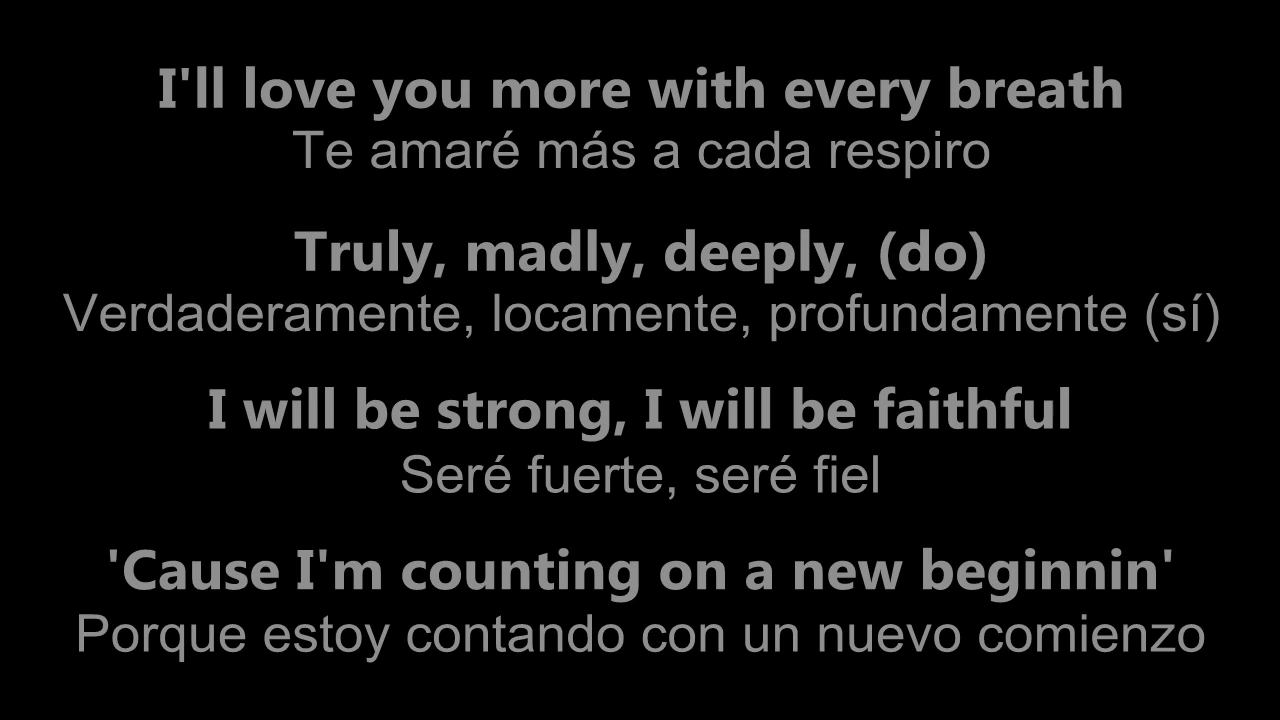 I'll love you more with every breath
Te amaré más a cada respiro
Truly, madly, deeply, (do)
Verdaderamente, locamente, profundamente (sí)
I will be strong, I will be faithful
Seré fuerte, seré fiel
'Cause I'm counting on a new beginnin'
Porque estoy contando con un nuevo comienzo